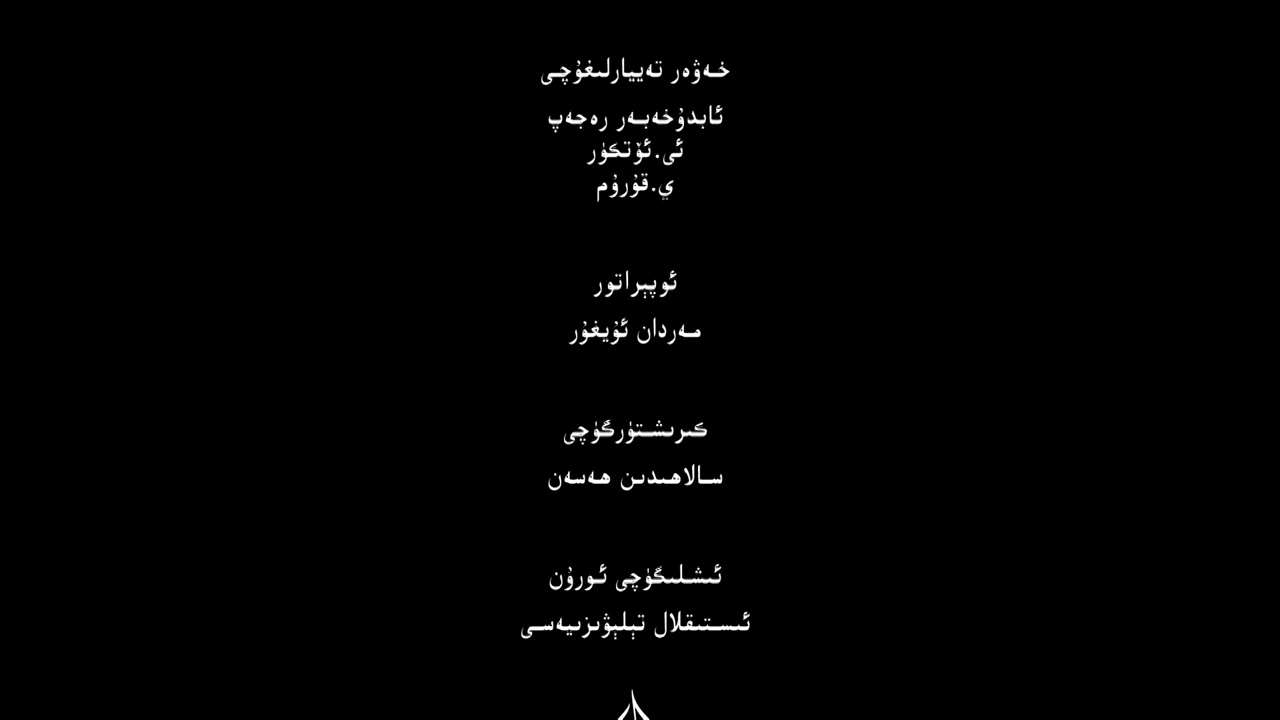 خەۋەر تەييارلىغۇچى
ئابدۇخەبەر رەجەپ
ئى.ئۆتكۈر
ي.قۇرۇم
ئوپېراتور
مەردان ئۇيغۇر
كىرىشتۈرگۈچى
سالاھىدىن ھەسەن
ئىشلىگۈچى ئورۇن
ئىستىقلال تېلېۋىزىيەسى